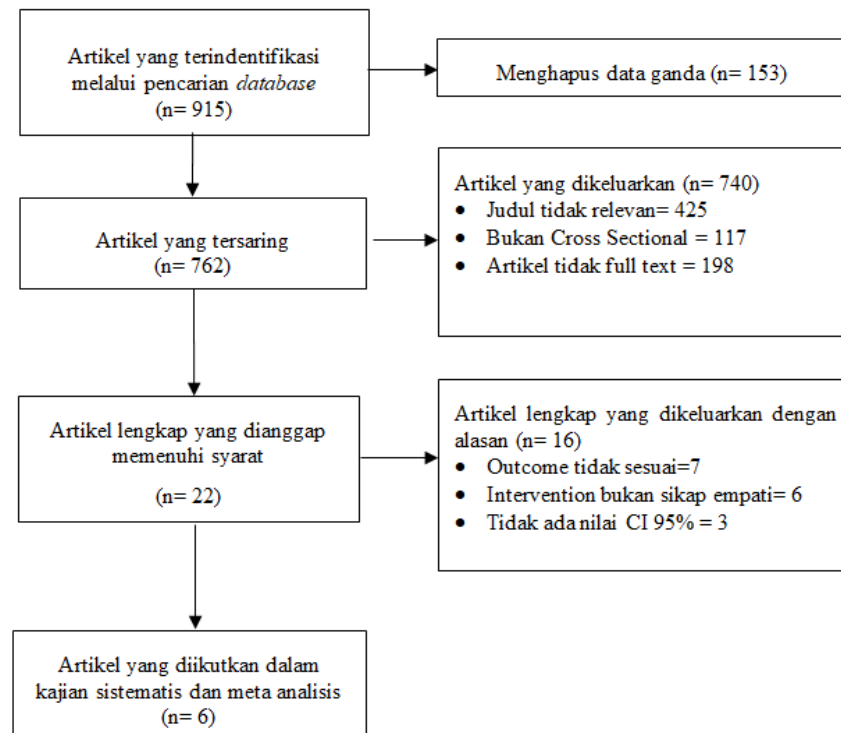 Artikel yang terindentifikasi
melalui pencarian database
(n= 915)
Menghapus data ganda (n= 153)
Artikel yang tersaring
(n= 762)
Artikel yang dikeluarkan (n= 740)
• Judul tidak relevan= 425
• Bukan Cross Sectional = 117
• Artikel tidak full text = 198
Artikel lengkap yang dianggap
memenuhi syarat
(n= 22)
Artikel lengkap yang dikeluarkan dengan
alasan (n= 16)
• Outcome tidak sesuai=7
• Intervention bukan sikap empati= 6
• Tidak ada nilai CI 95% = 3
Artikel yang diikutkan dalam
kajian sistematis dan meta analisis
(n= 6)